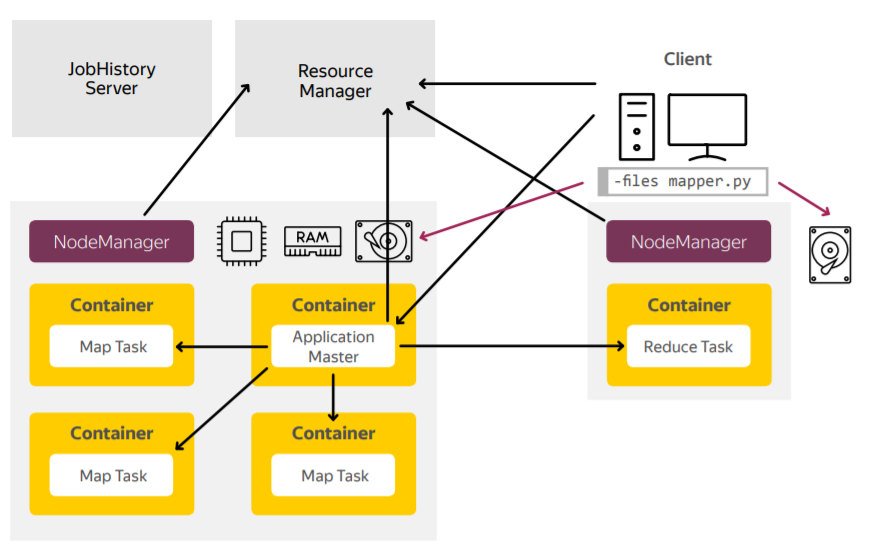 JobHistory
Server
Resource
Manager
Client
-files mapper.py
NodeManager
RAM
NodeManager
Container
Map Task
Container
Application
Master
Container
Reduce Task
Container
Map Task
Container
Map Task